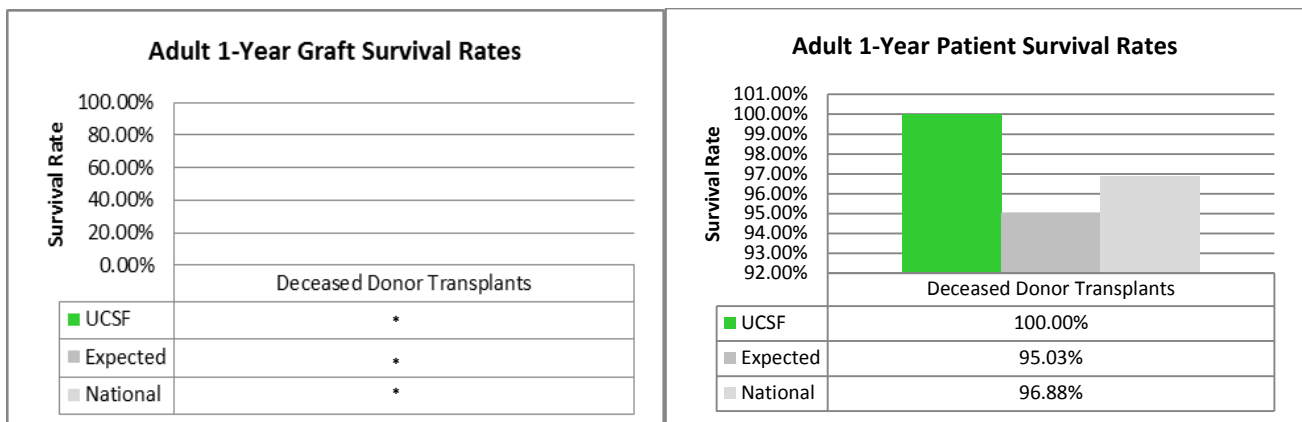 Adult 1-Year Graft Survival Rates
Survival Rate
100.00%
80.00%
60.00%
40.00%
20.00%
0.00%
Deceased Donor Transplants
UCSF *
Expected *
National *
Adult 1-Year Patient Survival Rates
Survival Rate
101.00%
100.00%
99.00%
98.00%
97.00%
96.00%
95.00%
94.00%
93.00%
92.00%
Deceased Donor Transplants
UCSF 100.00%
Expected 95.03%
National 96.88%